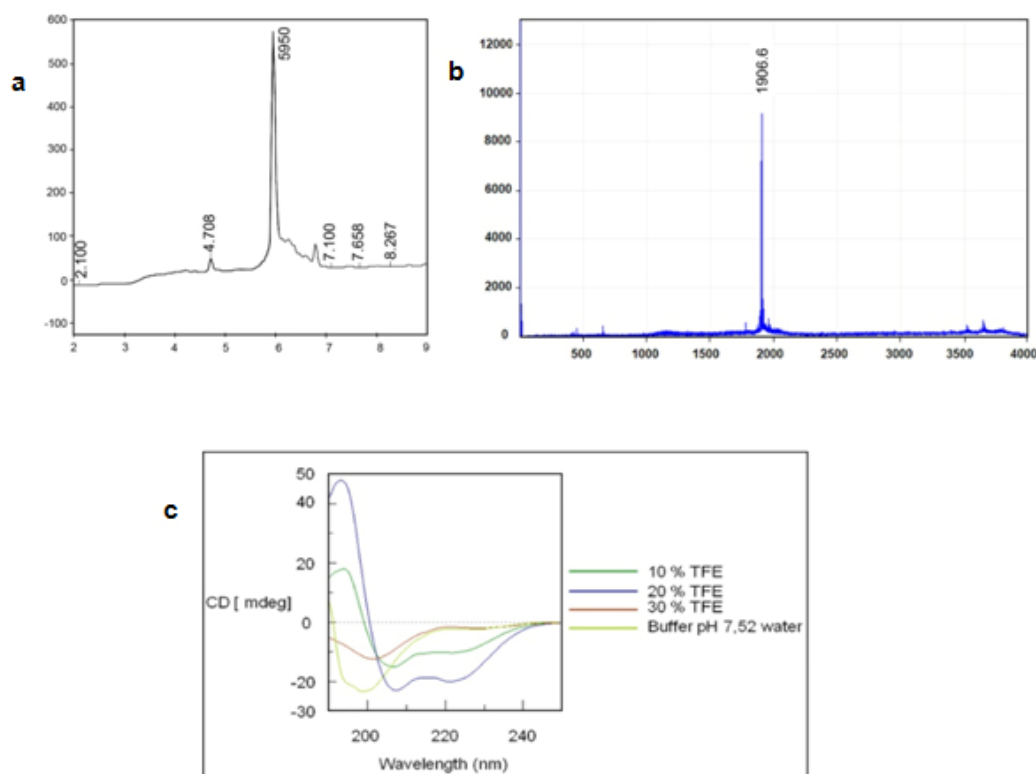 a
600
500
400
300
200
100
0
-100
2.100
4.708
5950
7.100
7.658
8.267
2 3 4 5 6 7 8 9
b
12000
10000
8000
6000
4000
2000
0
1906.6
500 1000 1500 2000 2500 3000 3500 4000
c
50
40
20
0
-20
-30
CD [ mdeg]
200 220 240
Wavelength (nm)
10 % TFE
20 % TFE
30 % TFE
Buffer pH 7,52 water